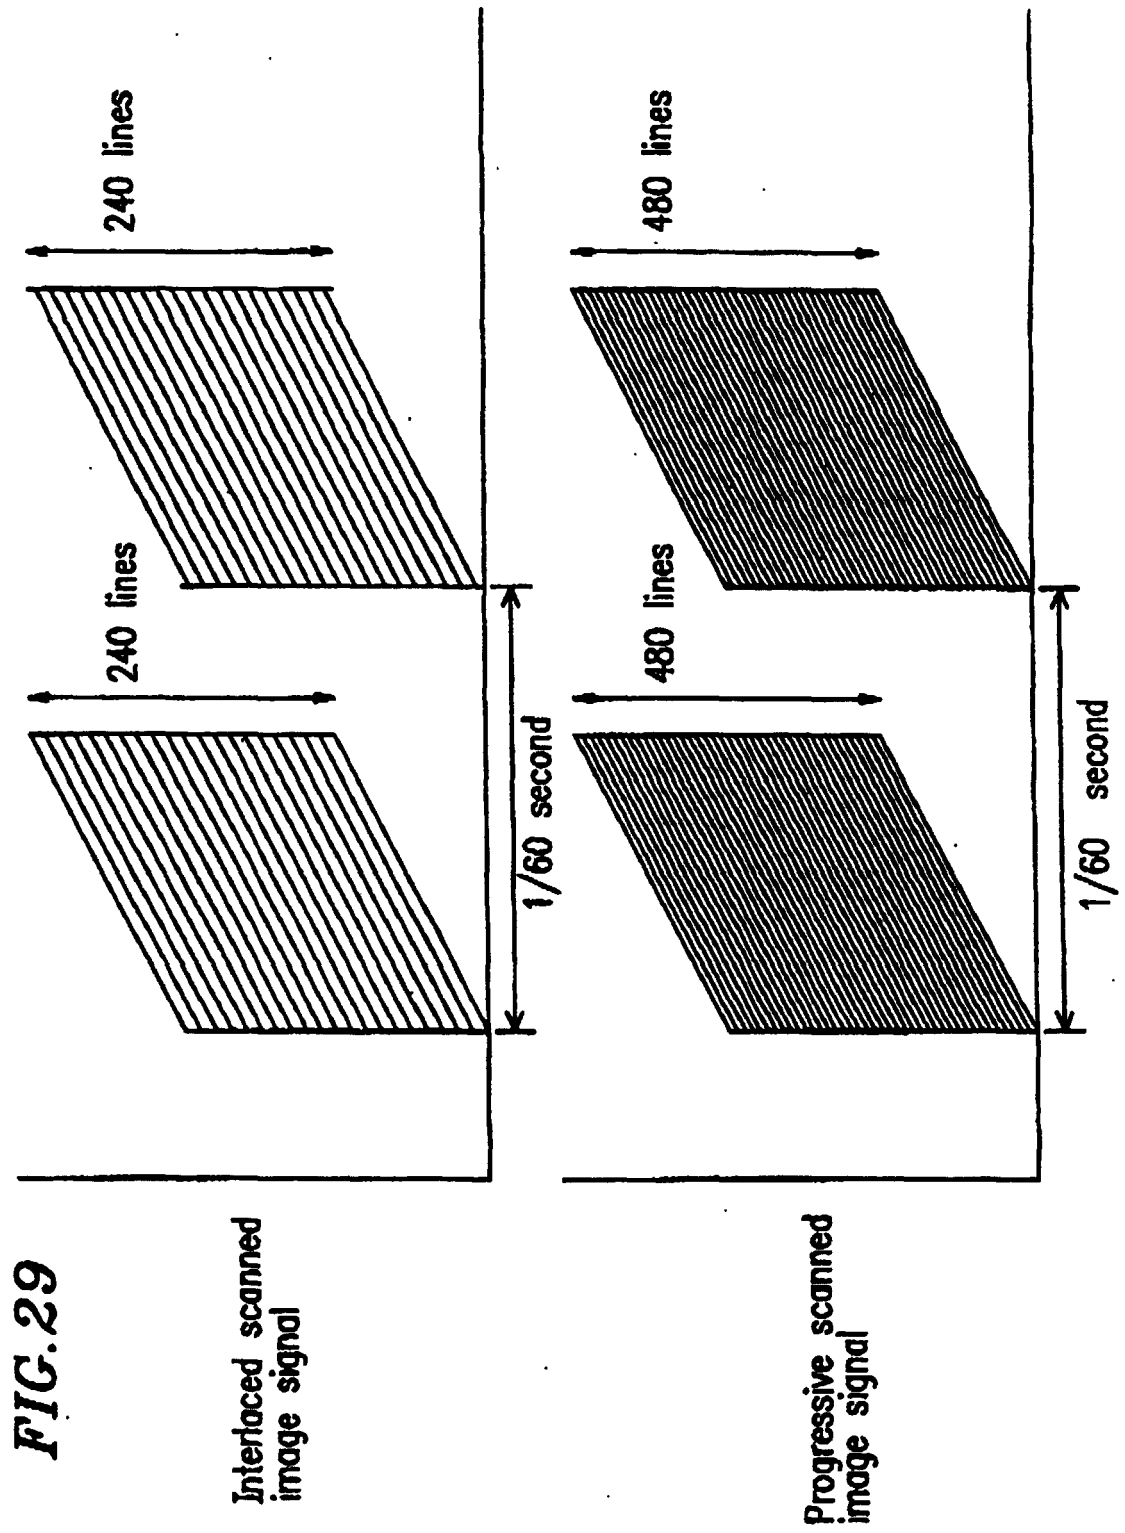 FIG.29
Interlaced scanned
image signal
240 lines
240 lines
1/60 second
Progressive scanned
image signal
480 lines
480 lines
1/60 second